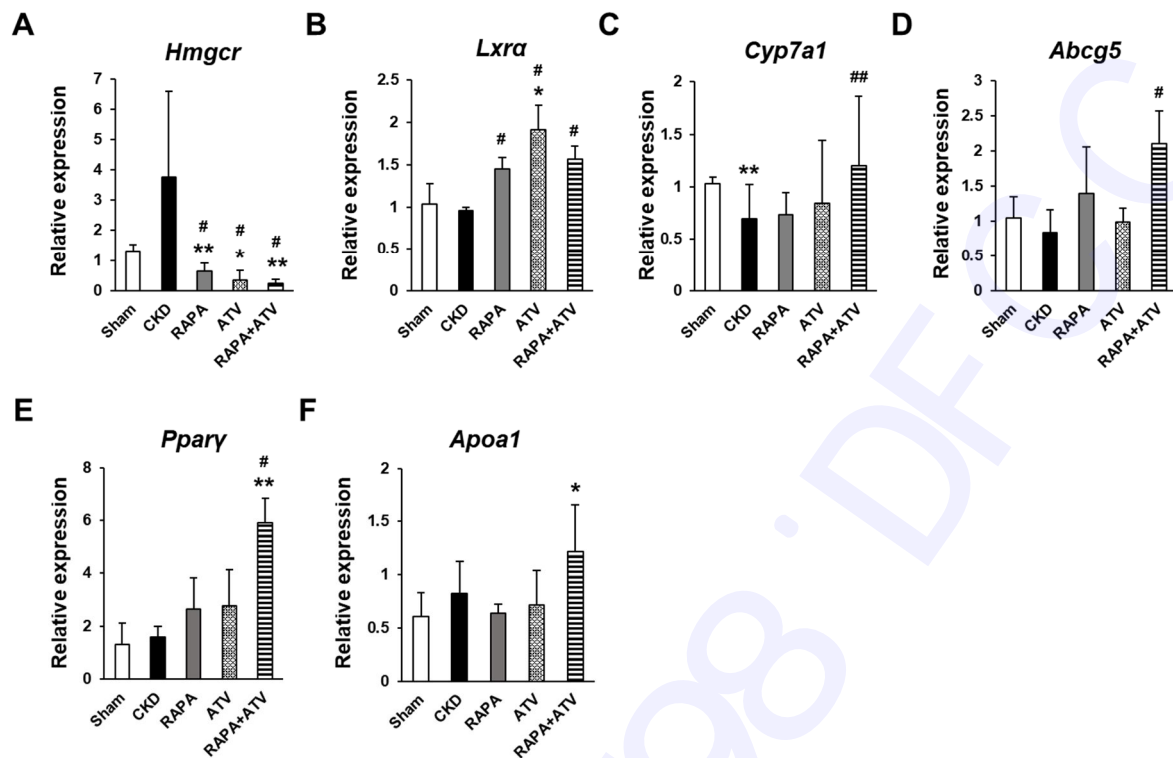 A
Hmgcr
Relative expression
7
6
5
4
3
2
1
0
#
**
#
*
#
**
Sham
CKD
RAPA
ATV
RAPA+ATV
B
Lxrα
Relative expression
2.5
2
1.5
1
0.5
0
#
#
*
#
Sham
CKD
RAPA
ATV
RAPA+ATV
C
Cyp7a1
Relative expression
2
1.5
1
0.5
0
**
##
Sham
CKD
RAPA
ATV
RAPA+ATV
D
Abcg5
Relative expression
3
2.5
2
1.5
1
0.5
0
#
Sham
CKD
RAPA
ATV
RAPA+ATV
E
Pparγ
Relative expression
8
6
4
2
0
#
**
Sham
CKD
RAPA
ATV
RAPA+ATV
F
Apoa1
Relative expression
2
1.5
1
0.5
0
*
Sham
CKD
RAPA
ATV
RAPA+ATV